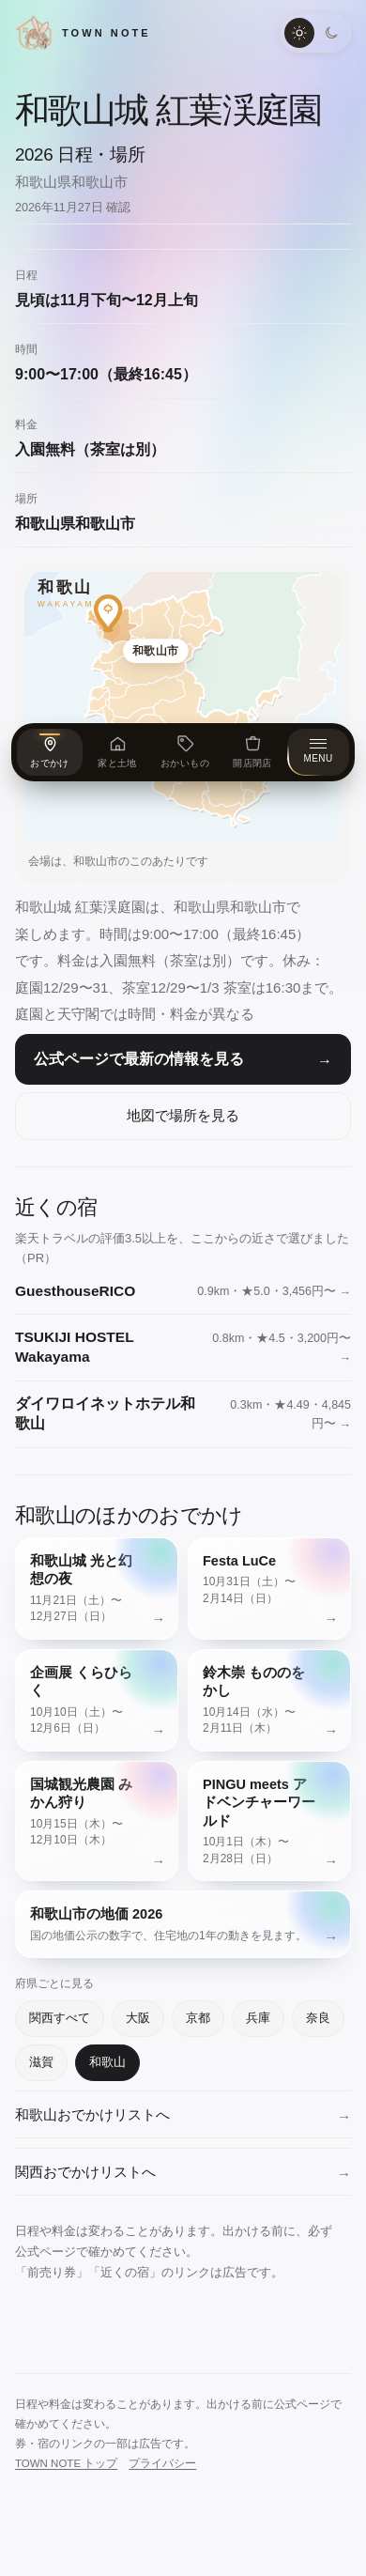 TOWN NOTE
和歌山城 紅葉渓庭園
2026 日程・場所
和歌山県和歌山市
2026年11月27日 確認
日程
見頃は11月下旬〜12月上旬
時間
9:00〜17:00（最終16:45）
料金
入園無料（茶室は別）
場所
和歌山県和歌山市
和歌山
WAKAYAM
和歌山市
おでかけ
家と土地
おかいもの
開店閉店
MENU
会場は、和歌山市のこのあたりです
和歌山城 紅葉渓庭園は、和歌山県和歌山市で
楽しめます。時間は9:00〜17:00（最終16:45）
です。料金は入園無料（茶室は別）です。休み：
庭園12/29〜31、茶室12/29〜1/3 茶室は16:30まで。
庭園と天守閣では時間・料金が異なる
公式ページで最新の情報を見る →
地図で場所を見る
近くの宿
楽天トラベルの評価3.5以上を、ここからの近さで選びました
（PR）
GuesthouseRICO 0.9km・★5.0・3,456円〜 →
TSUKIJI HOSTEL
Wakayama
0.8km・★4.5・3,200円〜
→
ダイワロイネットホテル和
歌山
0.3km・★4.49・4,845
円〜 →
和歌山のほかのおでかけ
和歌山城 光と幻
想の夜
11月21日（土）〜
12月27日（日） →
Festa LuCe
10月31日（土）〜
2月14日（日）
→
企画展 くらひら
く
10月10日（土）〜
12月6日（日） →
鈴木崇 もののを
かし
10月14日（水）〜
2月11日（木） →
国城観光農園 み
かん狩り
10月15日（木）〜
12月10日（木）
→
PINGU meets ア
ドベンチャーワー
ルド
10月1日（木）〜
2月28日（日） →
和歌山市の地価 2026
国の地価公示の数字で、住宅地の1年の動きを見ます。 →
府県ごとに見る
関西すべて 大阪 京都 兵庫 奈良
滋賀 和歌山
和歌山おでかけリストへ →
関西おでかけリストへ →
日程や料金は変わることがあります。出かける前に、必ず
公式ページで確かめてください。
「前売り券」「近くの宿」のリンクは広告です。
日程や料金は変わることがあります。出かける前に公式ページで
確かめてください。
券・宿のリンクの一部は広告です。
TOWN NOTE トップ プライバシー